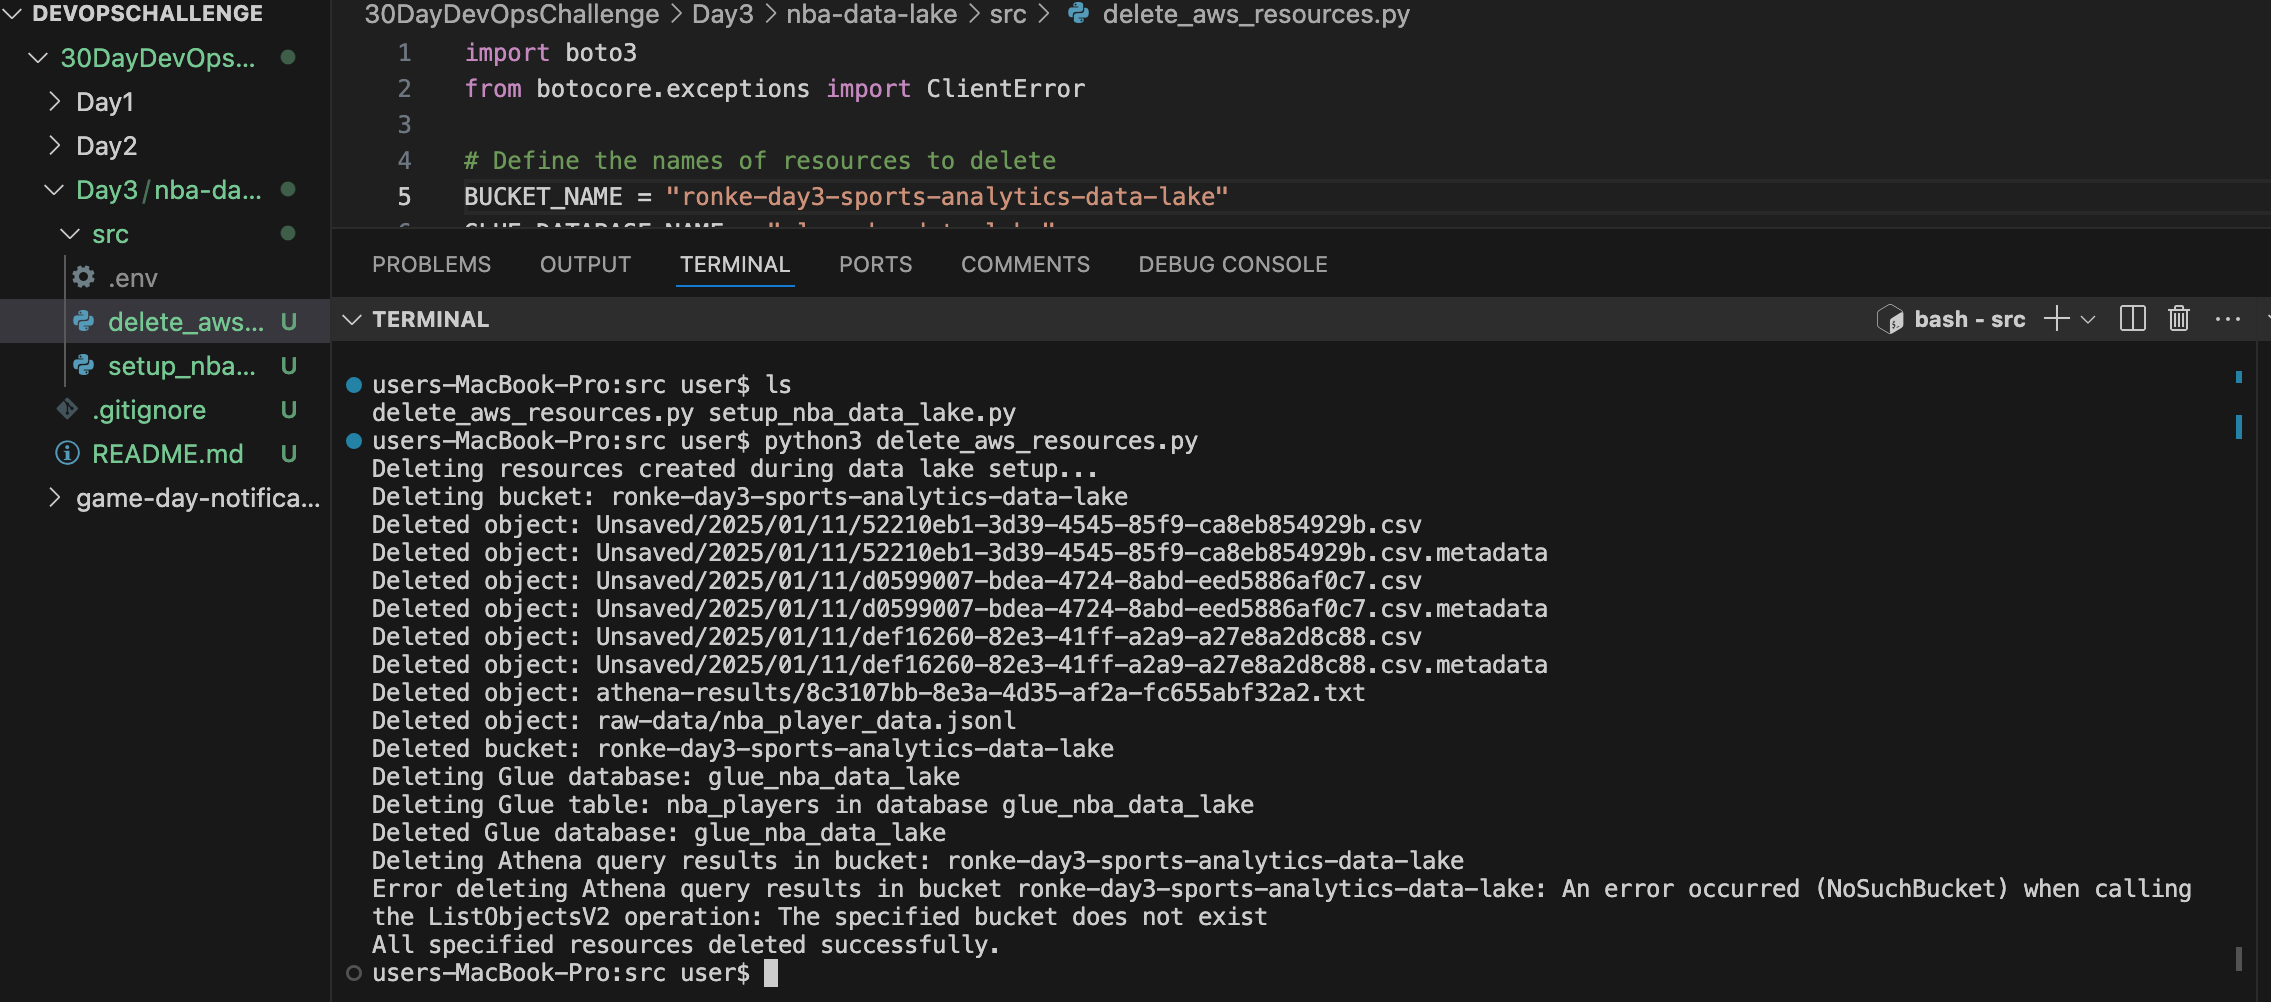 DEVOPSCHALLENGE
30DayDevOps...
Day1
Day2
Day3/nba-da...
src
.env
delete_aws... U
setup_nba... U
.gitignore U
README.md U
game-day-notifica...
30DayDevOpsChallenge > Day3 > nba-data-lake > src > delete_aws_resources.py
1 import boto3
2 from botocore.exceptions import ClientError
3
4 # Define the names of resources to delete
5 BUCKET_NAME = "ronke-day3-sports-analytics-data-lake"
PROBLEMS OUTPUT TERMINAL PORTS COMMENTS DEBUG CONSOLE
TERMINAL bash - src
users-MacBook-Pro:src user$ ls
delete_aws_resources.py setup_nba_data_lake.py
users-MacBook-Pro:src user$ python3 delete_aws_resources.py
Deleting resources created during data lake setup...
Deleting bucket: ronke-day3-sports-analytics-data-lake
Deleted object: Unsaved/2025/01/11/52210eb1-3d39-4545-85f9-ca8eb854929b.csv
Deleted object: Unsaved/2025/01/11/52210eb1-3d39-4545-85f9-ca8eb854929b.csv.metadata
Deleted object: Unsaved/2025/01/11/d0599007-bdea-4724-8abd-eed5886af0c7.csv
Deleted object: Unsaved/2025/01/11/d0599007-bdea-4724-8abd-eed5886af0c7.csv.metadata
Deleted object: Unsaved/2025/01/11/def16260-82e3-41ff-a2a9-a27e8a2d8c88.csv
Deleted object: Unsaved/2025/01/11/def16260-82e3-41ff-a2a9-a27e8a2d8c88.csv.metadata
Deleted object: athena-results/8c3107bb-8e3a-4d35-af2a-fc655abf32a2.txt
Deleted object: raw-data/nba_player_data.jsonl
Deleted bucket: ronke-day3-sports-analytics-data-lake
Deleting Glue database: glue_nba_data_lake
Deleting Glue table: nba_players in database glue_nba_data_lake
Deleted Glue database: glue_nba_data_lake
Deleting Athena query results in bucket: ronke-day3-sports-analytics-data-lake
Error deleting Athena query results in bucket ronke-day3-sports-analytics-data-lake: An error occurred (NoSuchBucket) when calling
the ListObjectsV2 operation: The specified bucket does not exist
All specified resources deleted successfully.
users-MacBook-Pro:src user$